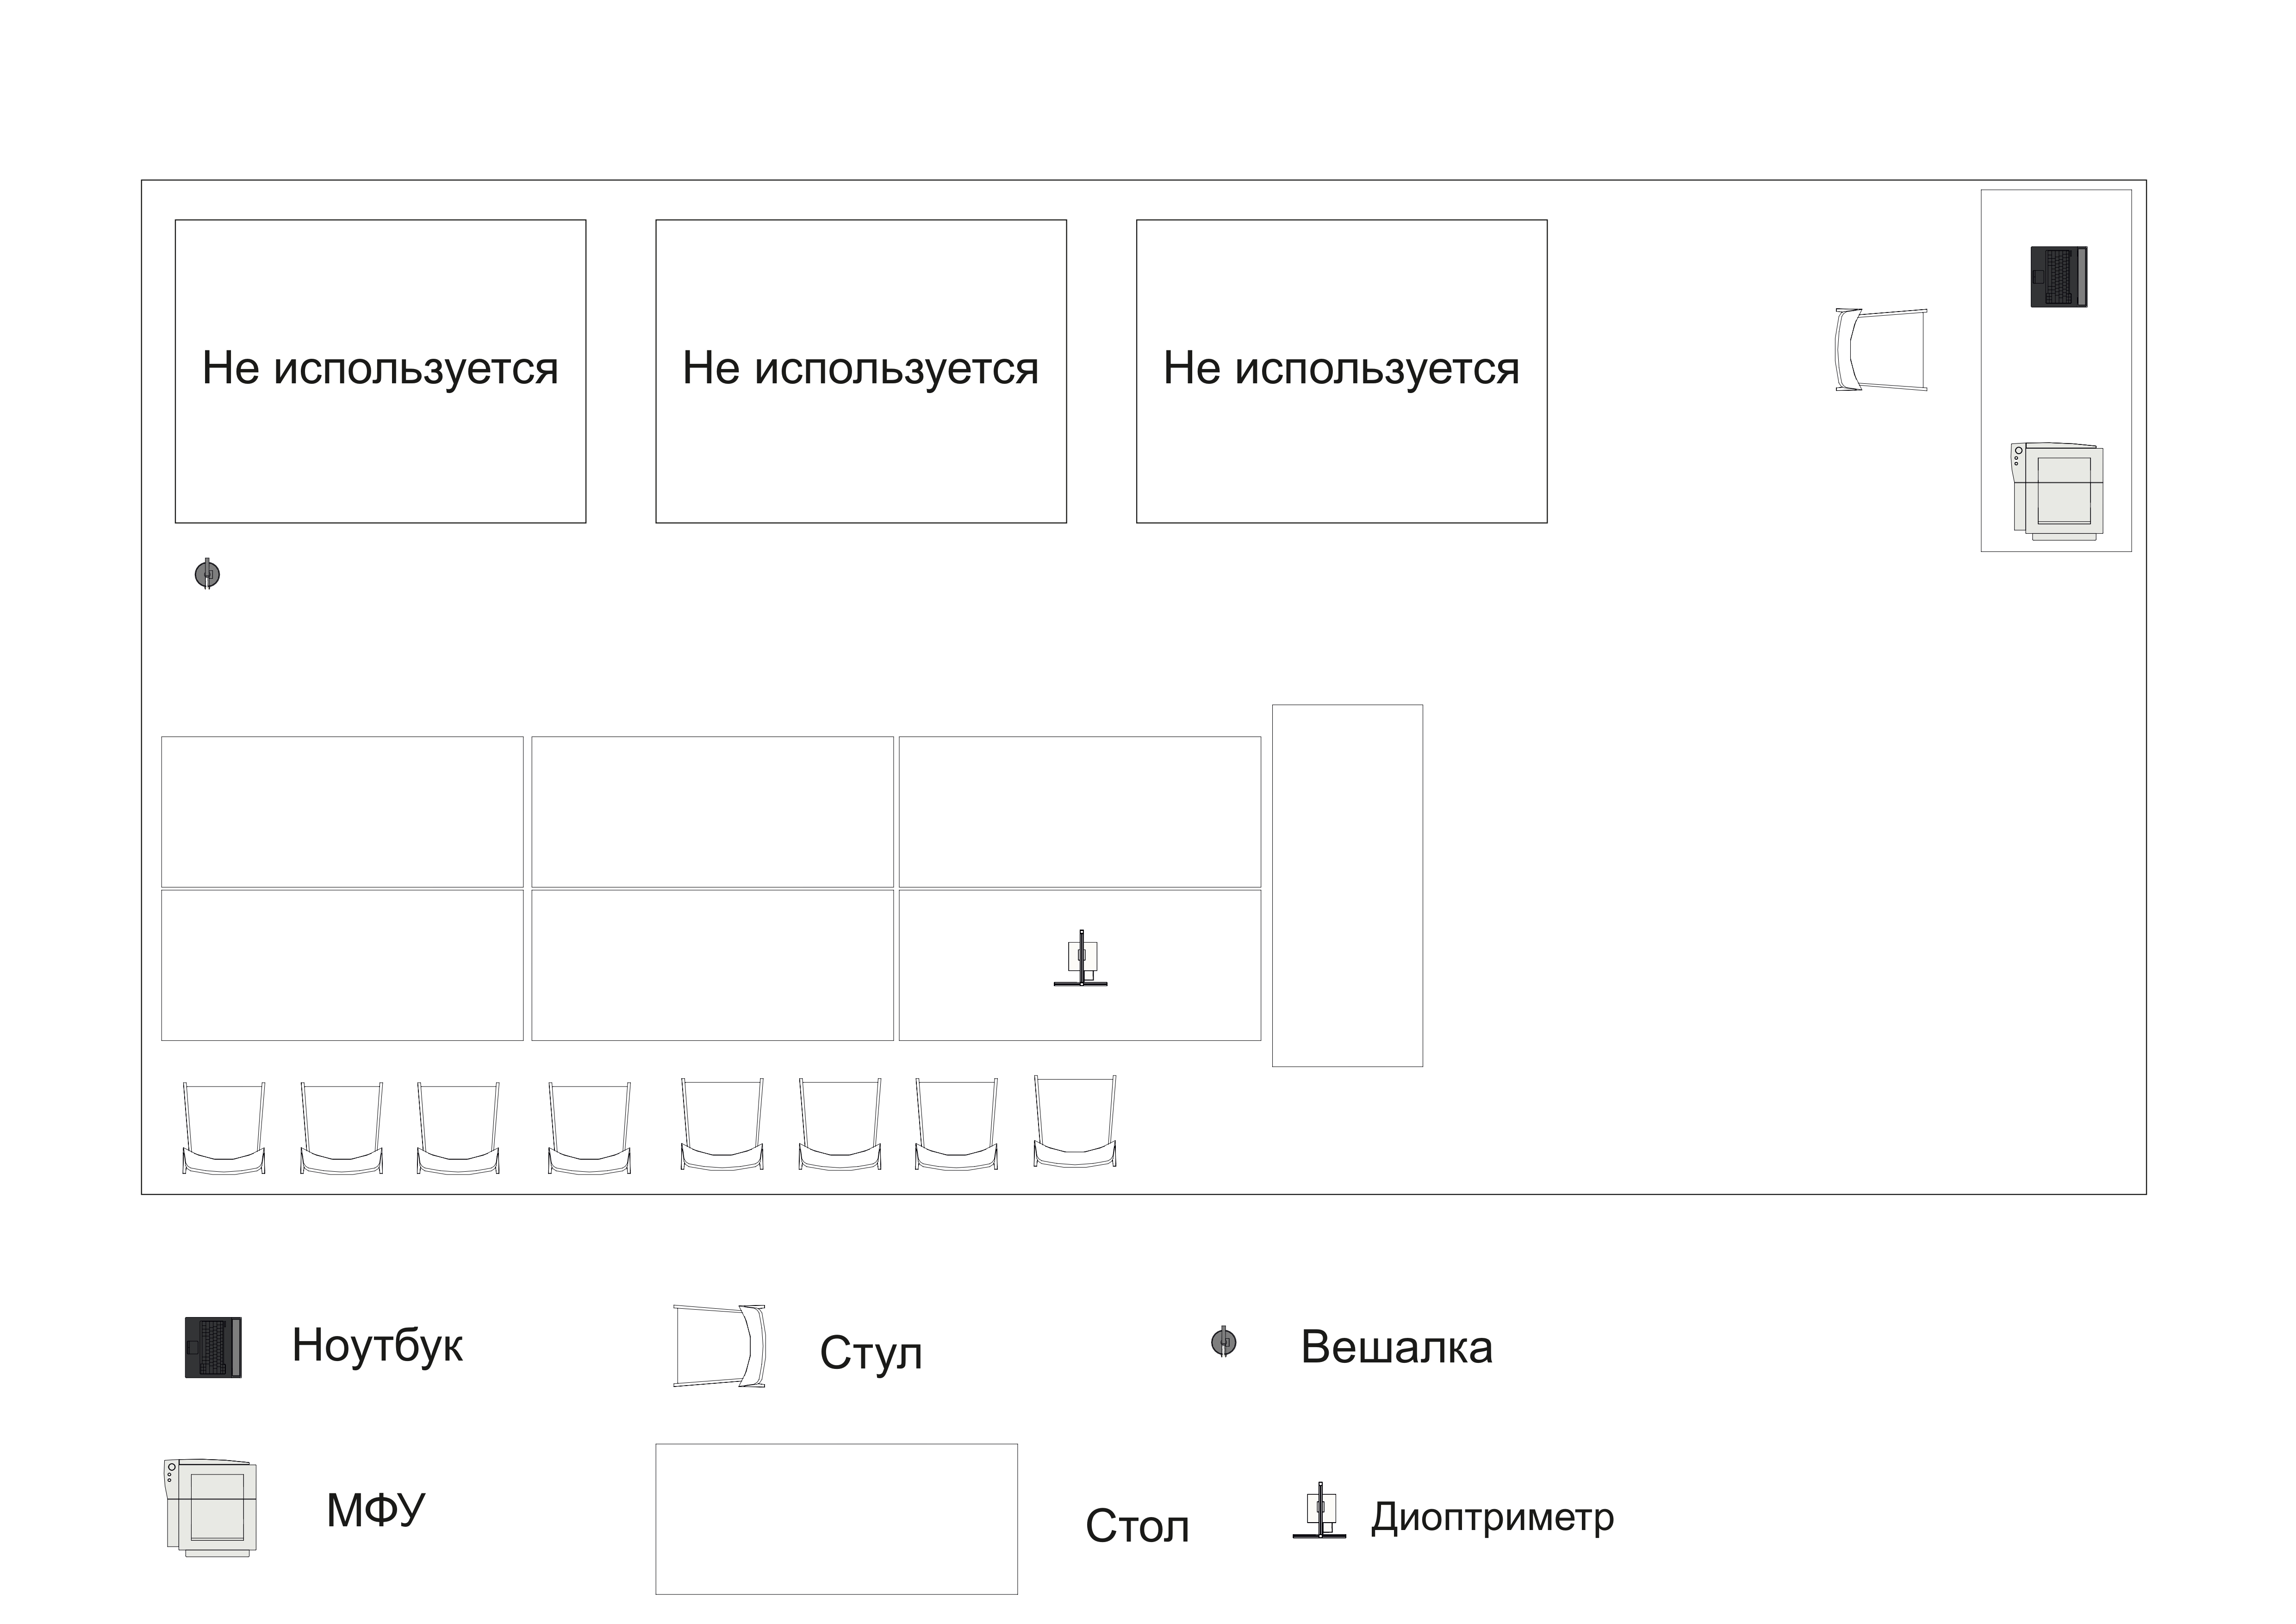 Не используется
Не используется
Не используется
Ноутбук
Стул
Вешалка
МФУ
Стол
Диоптриметр